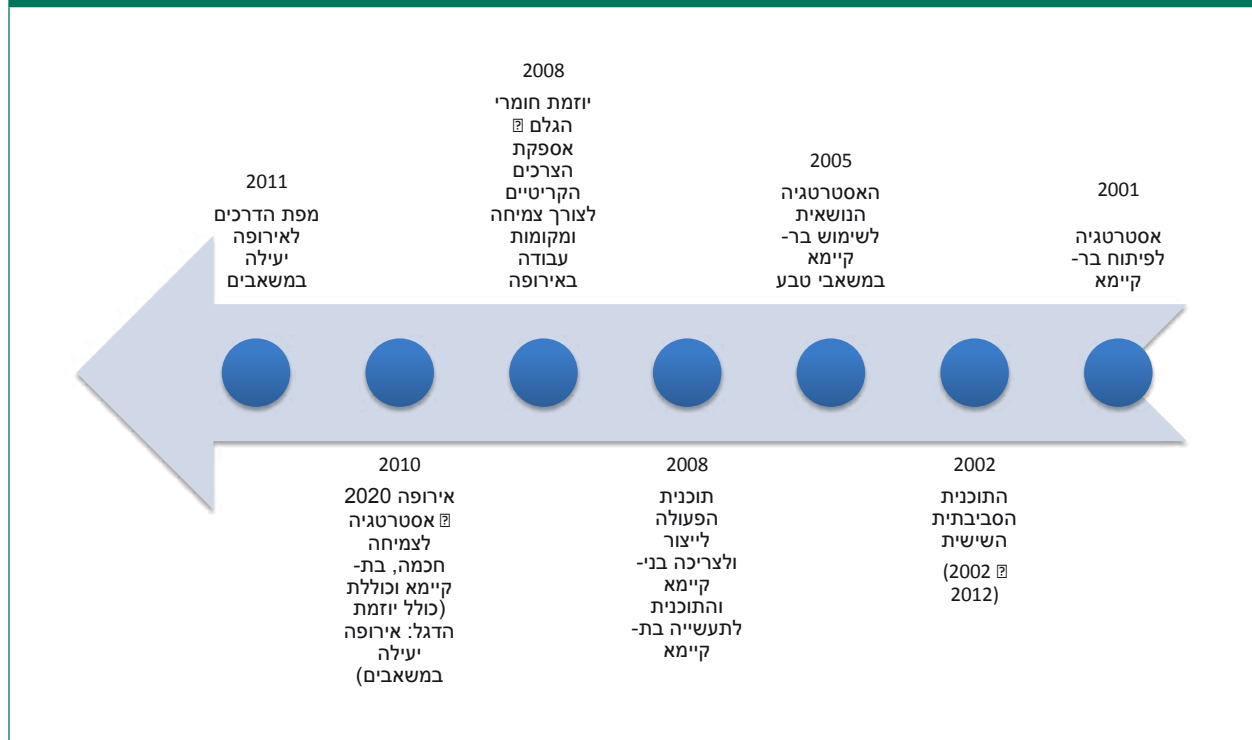 2001
אסטרטגיה
לפיתוח בר-
קיימא
2002
התוכנית
הסביבתית
השישית
(2002 ⍰
2012)
2005
האסטרטגיה
הנושאית
לשימוש בר-
קיימא
במשאבי טבע
2008
תוכנית
הפעולה
לייצור
ולצריכה בני-
קיימא
והתוכנית
לתעשייה בת-
קיימא
2008
יוזמת חומרי
הגלם ⍰
אספקת
הצרכים
הקריטיים
לצורך צמיחה
ומקומות
עבודה
באירופה
2010
אירופה 2020
⍰ אסטרטגיה
לצמיחה
חכמה, בת-
קיימא וכוללת
(כולל יוזמת
הדגל: אירופה
יעילה
במשאבים)
2011
מפת הדרכים
לאירופה
יעילה
במשאבים